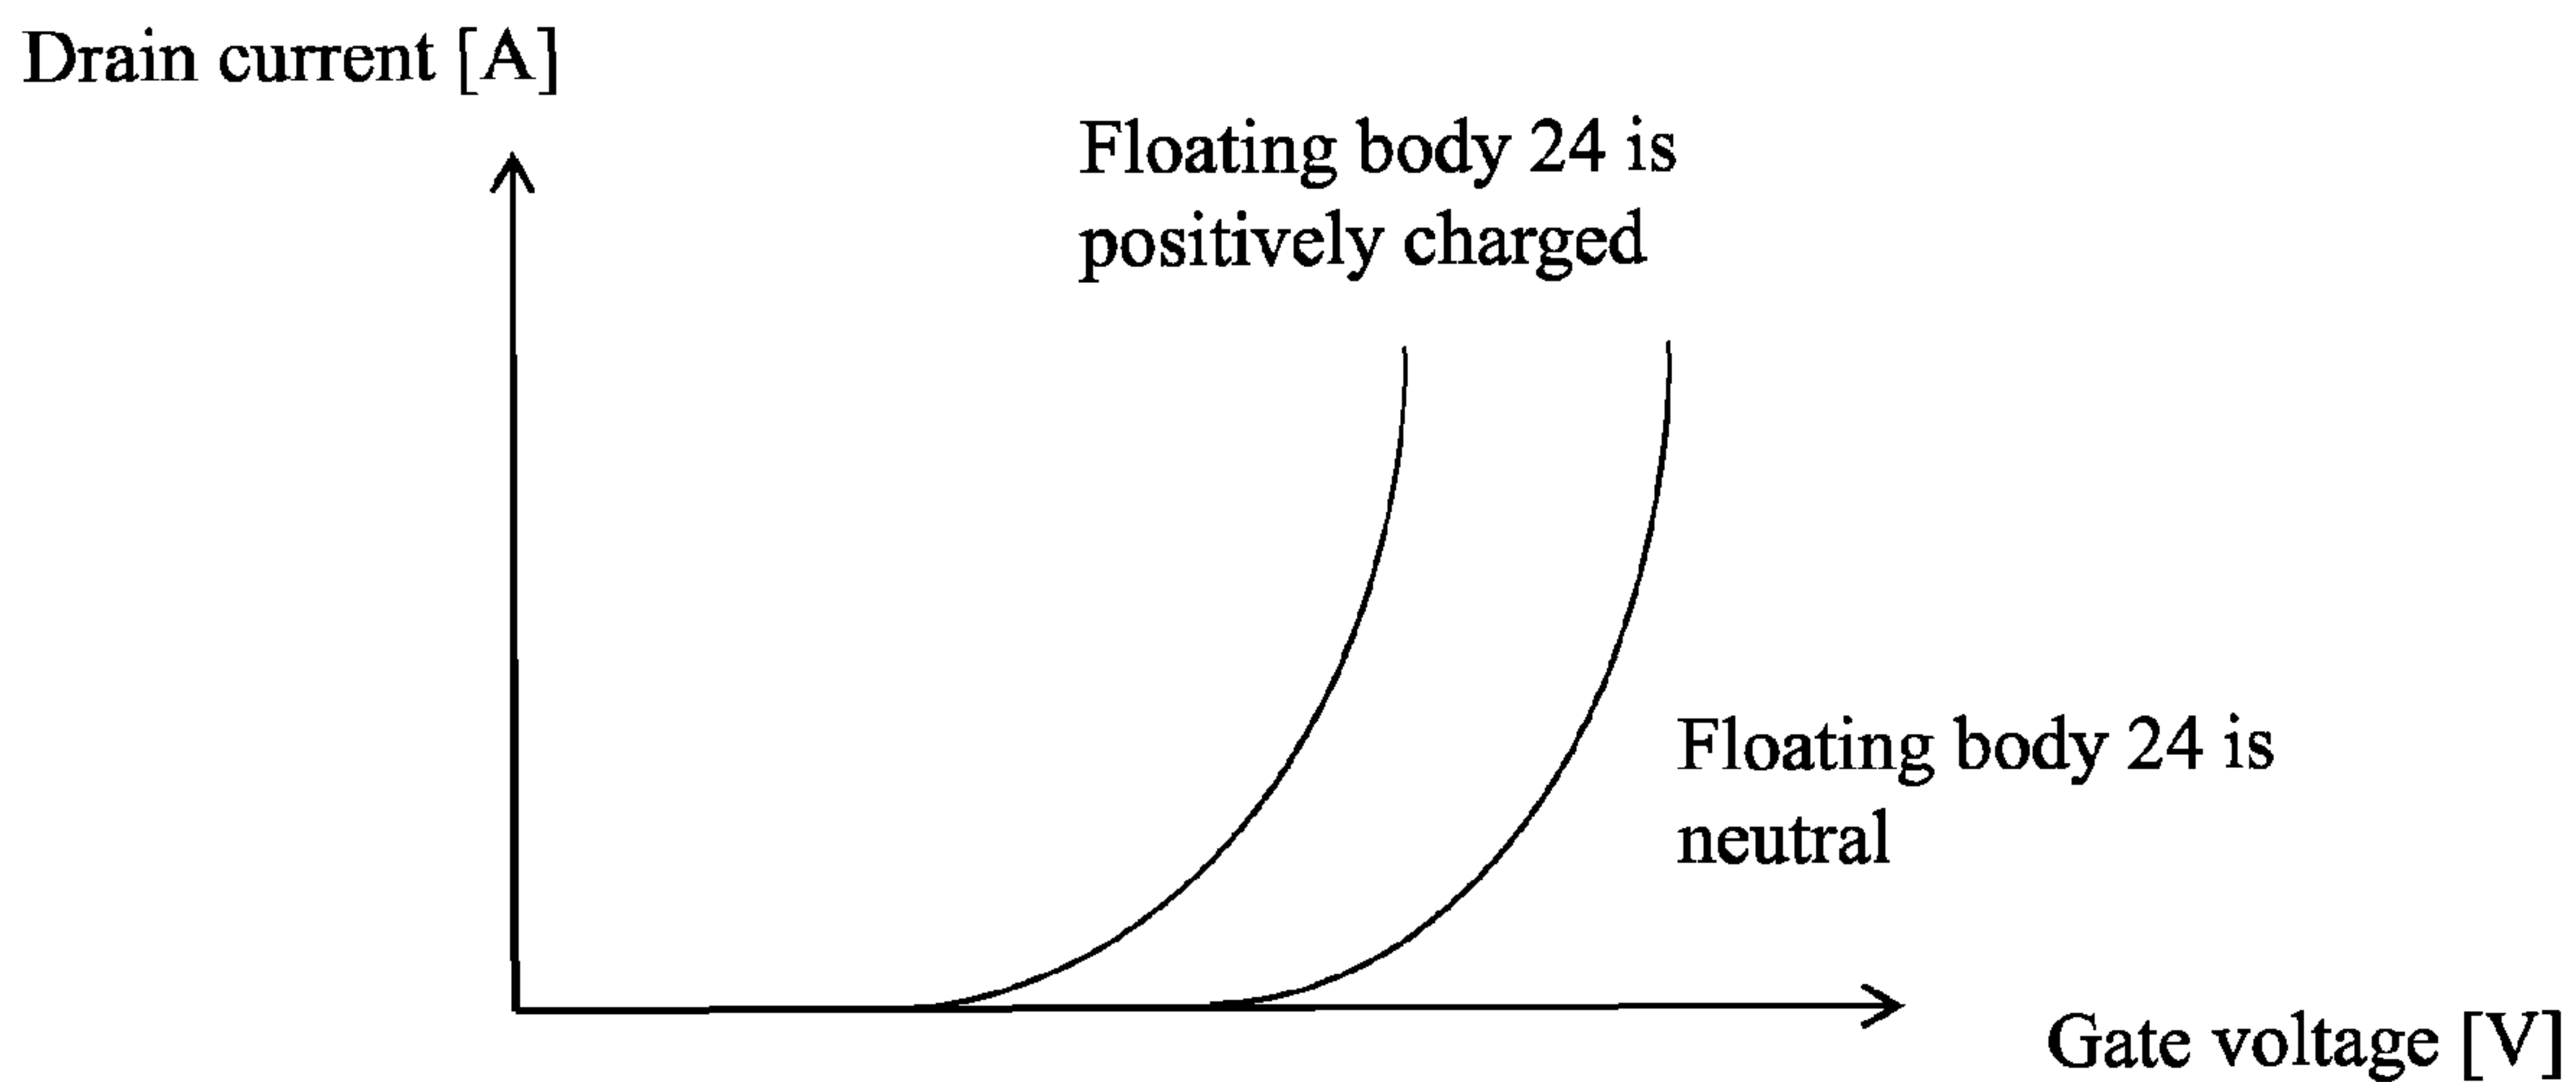 Drain current [A]
Floating body 24 is
positively charged
Floating body 24 is
neutral
Gate voltage [V]